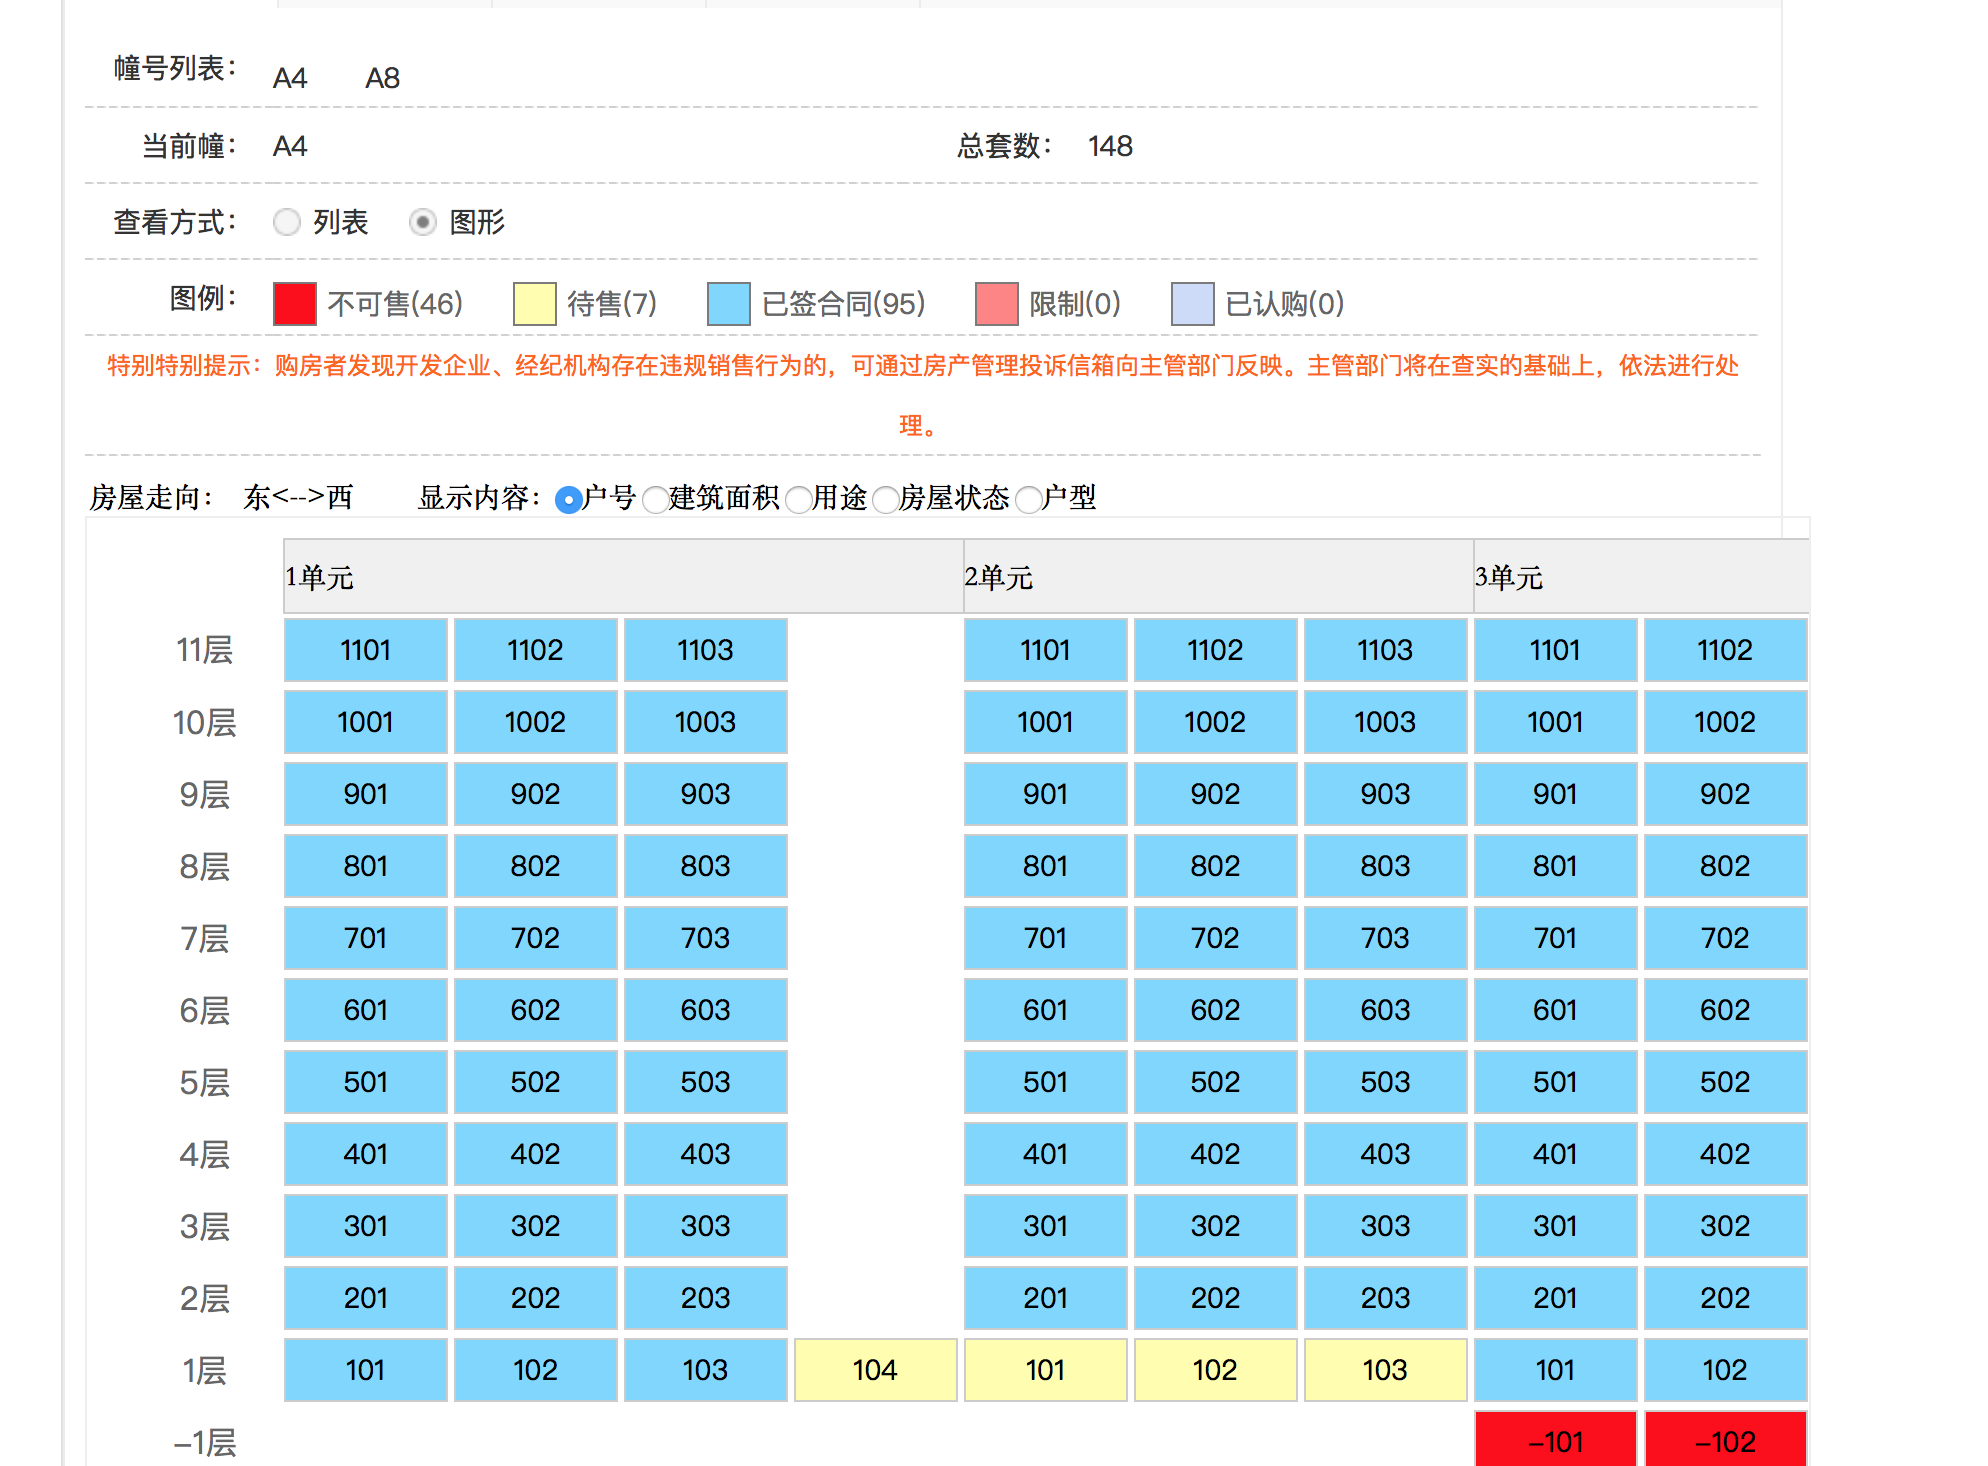 幢号列表： A4 A8
当前幢： A4 总套数： 148
查看方式： 列表 图形
图例： 不可售(46) 待售(7) 已签合同(95) 限制(0) 已认购(0)
特别特别提示：购房者发现开发企业、经纪机构存在违规销售行为的，可通过房产管理投诉信箱向主管部门反映。主管部门将在查实的基础上，依法进行处
理。
房屋走向： 东<-->西 显示内容： 户号 建筑面积 用途 房屋状态 户型
1单元 2单元 3单元
11层 1101 1102 1103 1101 1102 1103 1101 1102
10层 1001 1002 1003 1001 1002 1003 1001 1002
9层 901 902 903 901 902 903 901 902
8层 801 802 803 801 802 803 801 802
7层 701 702 703 701 702 703 701 702
6层 601 602 603 601 602 603 601 602
5层 501 502 503 501 502 503 501 502
4层 401 402 403 401 402 403 401 402
3层 301 302 303 301 302 303 301 302
2层 201 202 203 201 202 203 201 202
1层 101 102 103 104 101 102 103 101 102
-1层 -101 -102